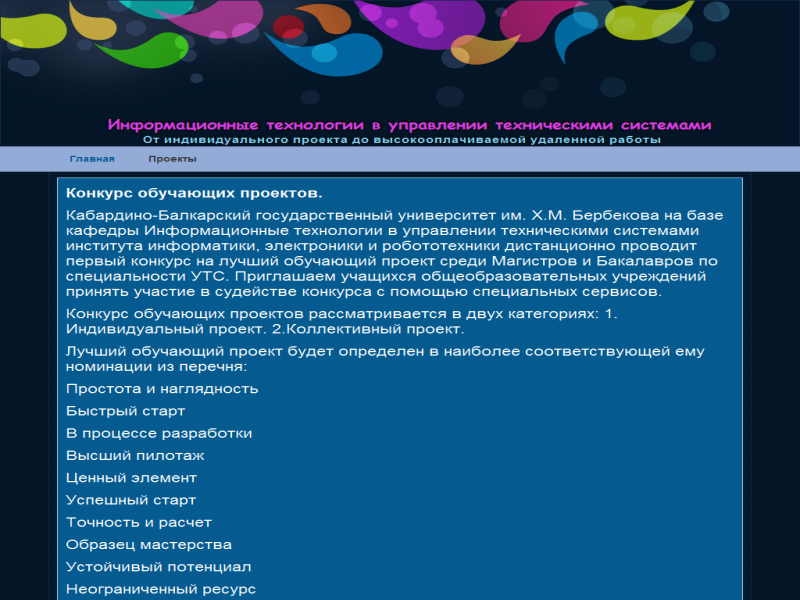 Информационные технологии в управлении техническими системами
От индивидуального проекта до высокооплачиваемой удаленной работы
Главная Проекты
Конкурс обучающих проектов.
Кабардино-Балкарский государственный университет им. Х.М. Бербекова на базе
кафедры Информационные технологии в управлении техническими системами
института информатики, электроники и робототехники дистанционно проводит
первый конкурс на лучший обучающий проект среди Магистров и Бакалавров по
специальности УТС. Приглашаем учащихся общеобразовательных учреждений
принять участие в судействе конкурса с помощью специальных сервисов.
Конкурс обучающих проектов рассматривается в двух категориях: 1.
Индивидуальный проект. 2.Коллективный проект.
Лучший обучающий проект будет определен в наиболее соответствующей ему
номинации из перечня:
Простота и наглядность
Быстрый старт
В процессе разработки
Высший пилотаж
Ценный элемент
Успешный старт
Точность и расчет
Образец мастерства
Устойчивый потенциал
Неограниченный ресурс